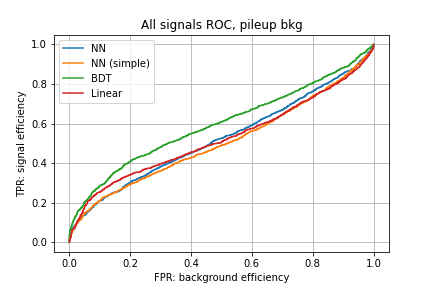 All signals ROC, pileup bkg
TPR: signal efficiency
1.0
0.8
0.6
0.4
0.2
0.0
NN
NN (simple)
BDT
Linear
0.0 0.2 0.4 0.6 0.8 1.0
FPR: background efficiency